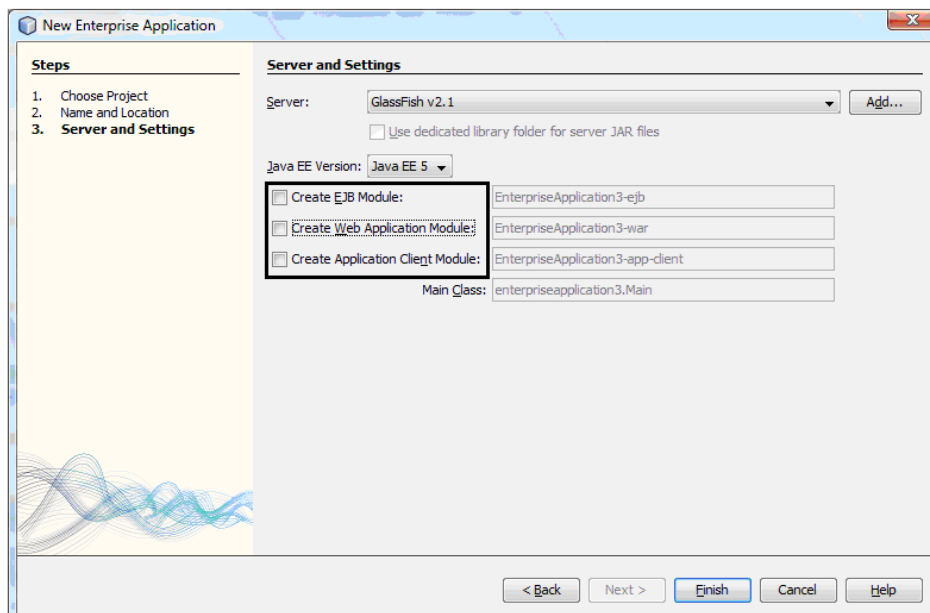 New Enterprise Application
Steps
1. Choose Project
2. Name and Location
3. Server and Settings
Server and Settings
Server: GlassFish v2.1 Add...
Use dedicated library folder for server JAR files
Java EE Version: Java EE 5
Create EJB Module: EnterpriseApplication3-ejb
Create Web Application Module: EnterpriseApplication3-war
Create Application Client Module: EnterpriseApplication3-app-client
Main Class: enterpriseapplication3.Main
< Back Next > Finish Cancel Help